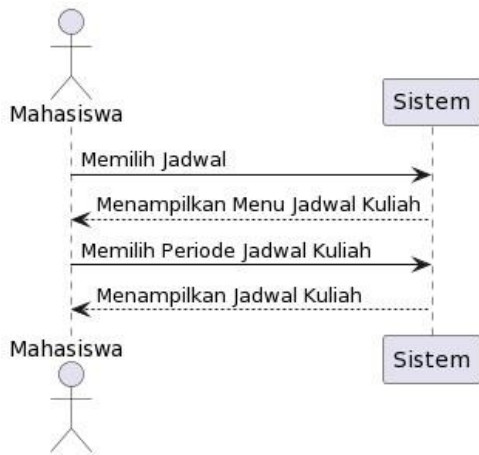 Mahasiswa
Sistem
Memilih Jadwal
Menampilkan Menu Jadwal Kuliah
Memilih Periode Jadwal Kuliah
Menampilkan Jadwal Kuliah
Mahasiswa
Sistem